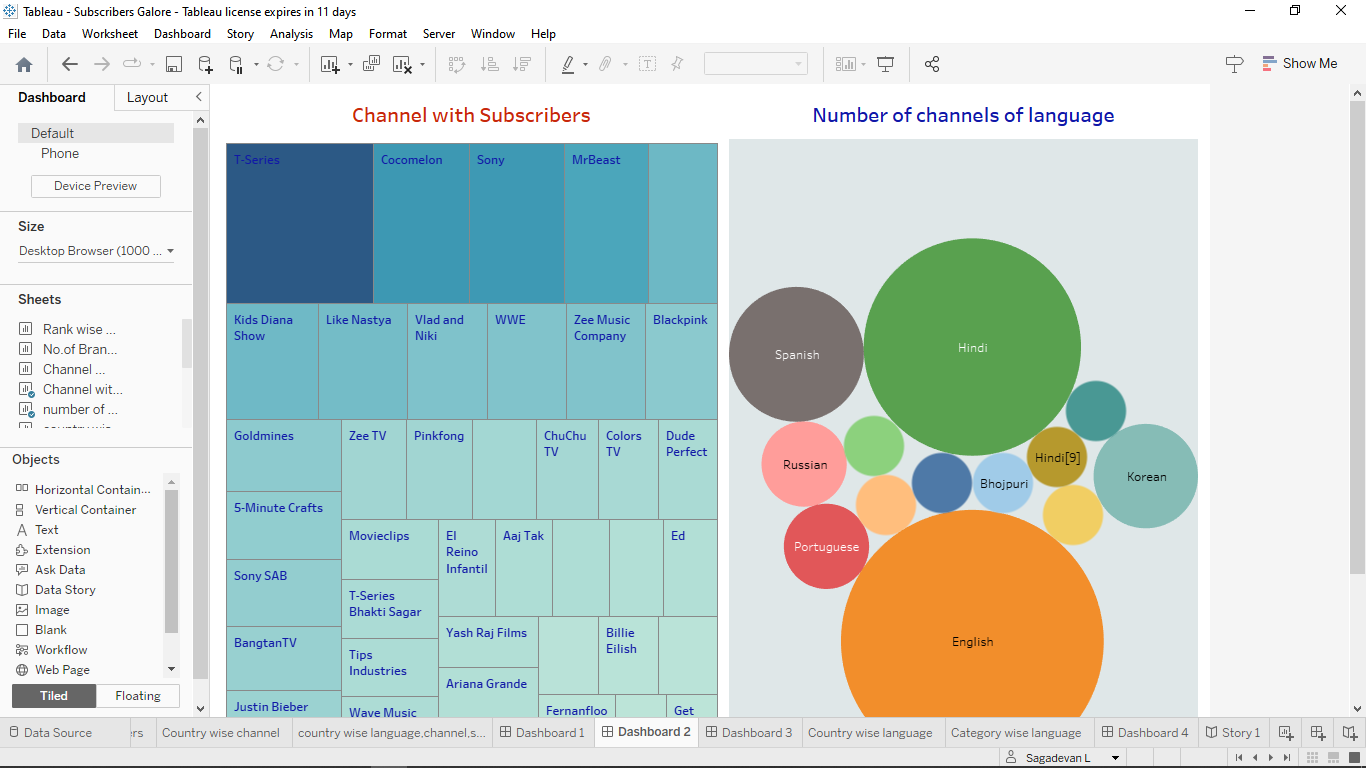 Tableau - Subscribers Galore - Tableau license expires in 11 days
File Data Worksheet Dashboard Story Analysis Map Format Server Window Help
Show Me
Dashboard Layout
Default
Phone
Device Preview
Size
Desktop Browser (1000 ...
Sheets
Rank wise ...
No.of Bran...
Channel ...
Channel wit...
number of ...
Objects
Horizontal Contain...
Vertical Container
Text
Extension
Ask Data
Data Story
Image
Blank
Workflow
Web Page
Tiled Floating
Channel with Subscribers
T-Series Cocomelon Sony MrBeast
Kids Diana
Show
Like Nastya
Vlad and
Niki
WWE
Zee Music
Company
Blackpink
Goldmines
5-Minute Crafts
Sony SAB
BangtanTV
Justin Bieber
Zee TV
Pinkfong
ChuChu
TV
Colors
TV
Dude
Perfect
Movieclips
T-Series
Bhakti Sagar
Tips
Industries
Wave Music
El
Reino
Infantil
Aaj Tak
Ed
Yash Raj Films
Billie
Eilish
Ariana Grande
Fernanfloo
Get
Number of channels of language
Hindi
Spanish
Russian
Hindi[9]
Korean
Bhojpuri
Portuguese
English
Data Source
ers
Country wise channel
country wise language,channel,s...
Dashboard 1
Dashboard 2
Dashboard 3
Country wise language
Category wise language
Dashboard 4
Story 1
Sagadevan L